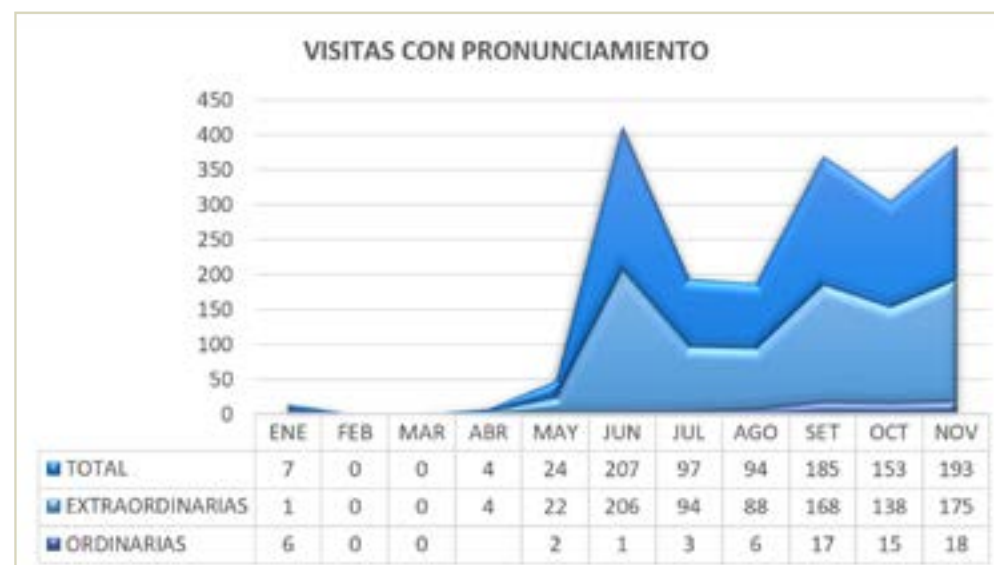 VISITAS CON PRONUNCIAMIENTO
450
400
350
300
250
200
150
100
50
0
ENE FEB MAR ABR MAY JUN JUL AGO SET OCT NOV
TOTAL 7 0 0 4 24 207 97 94 185 153 193
EXTRAORDINARIAS 1 0 0 4 22 206 94 88 168 138 175
ORDINARIAS 6 0 0 2 1 3 6 17 15 18